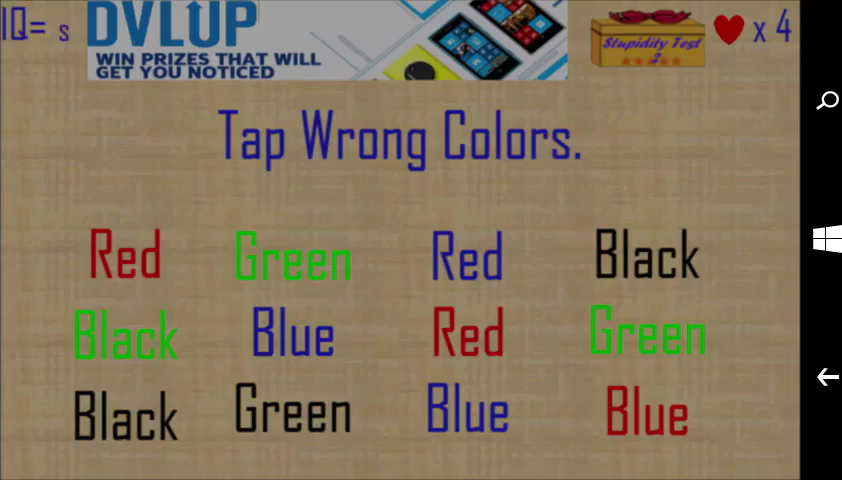 IQ= s
DVLUP
WIN PRIZES THAT WILL
GET YOU NOTICED
Stupidity Test
2
x 4
Tap Wrong Colors.
Red Green Red Black
Black Blue Red Green
Black Green Blue Blue